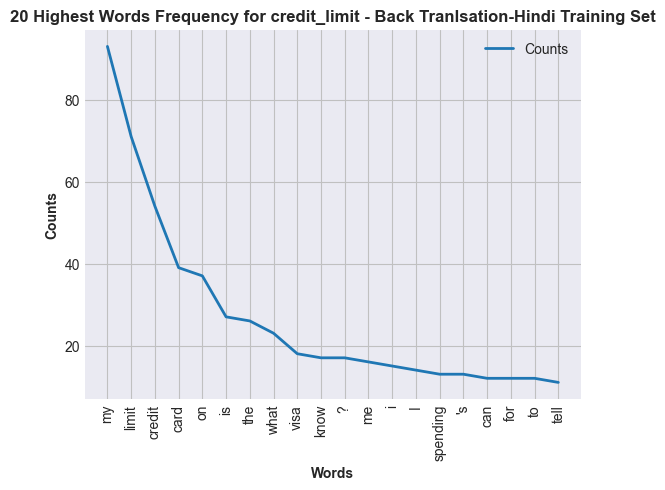 20 Highest Words Frequency for credit_limit - Back Tranlsation-Hindi Training Set
Counts
Counts
80
60
40
20
my
limit
credit
card
on
is
the
what
visa
know
?
me
i
I
spending
's
can
for
to
tell
Words